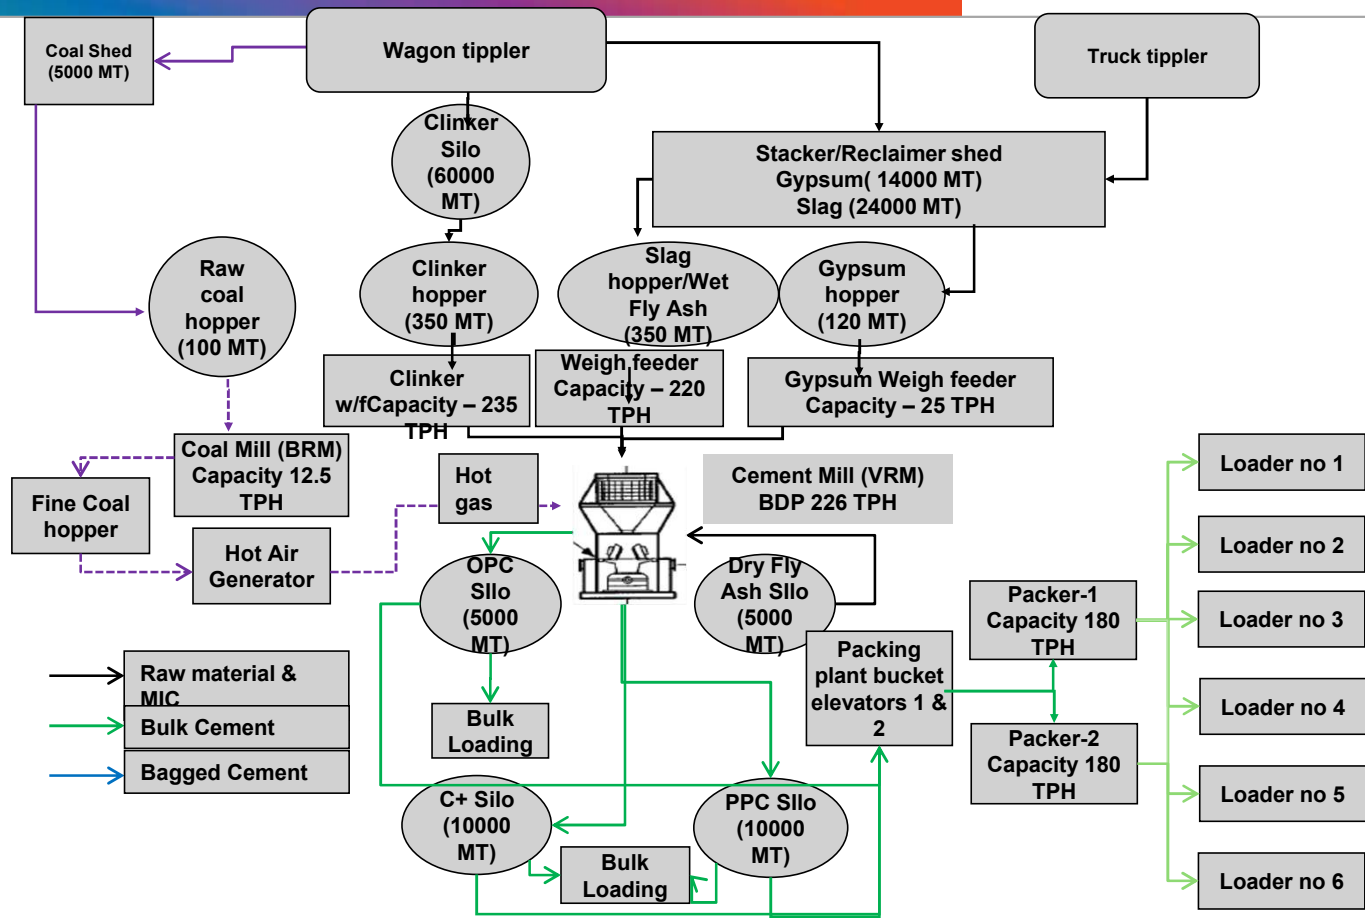 Coal Shed
(5000 MT)
Wagon tippler
Truck tippler
Clinker
Silo
(60000
MT)
Stacker/Reclaimer shed
Gypsum( 14000 MT)
Slag (24000 MT)
Raw
coal
hopper
(100 MT)
Clinker
hopper
(350 MT)
Slag
hopper/Wet
Fly Ash
(350 MT)
Gypsum
hopper
(120 MT)
Clinker
w/fCapacity – 235
TPH
Weigh feeder
Capacity – 220
TPH
Gypsum Weigh feeder
Capacity – 25 TPH
Coal Mill (BRM)
Capacity 12.5
TPH
Hot
gas
Cement Mill (VRM)
BDP 226 TPH
Fine Coal
hopper
Hot Air
Generator
OPC
SIlo
(5000
MT)
Dry Fly
Ash SIlo
(5000
MT)
Packing
plant bucket
elevators 1 &
2
Packer-1
Capacity 180
TPH
Packer-2
Capacity 180
TPH
Loader no 1
Loader no 2
Loader no 3
Loader no 4
Loader no 5
Loader no 6
Raw material &
MIC
Bulk Cement
Bagged Cement
Bulk
Loading
C+ Silo
(10000
MT)
PPC SIlo
(10000
MT)
Bulk
Loading